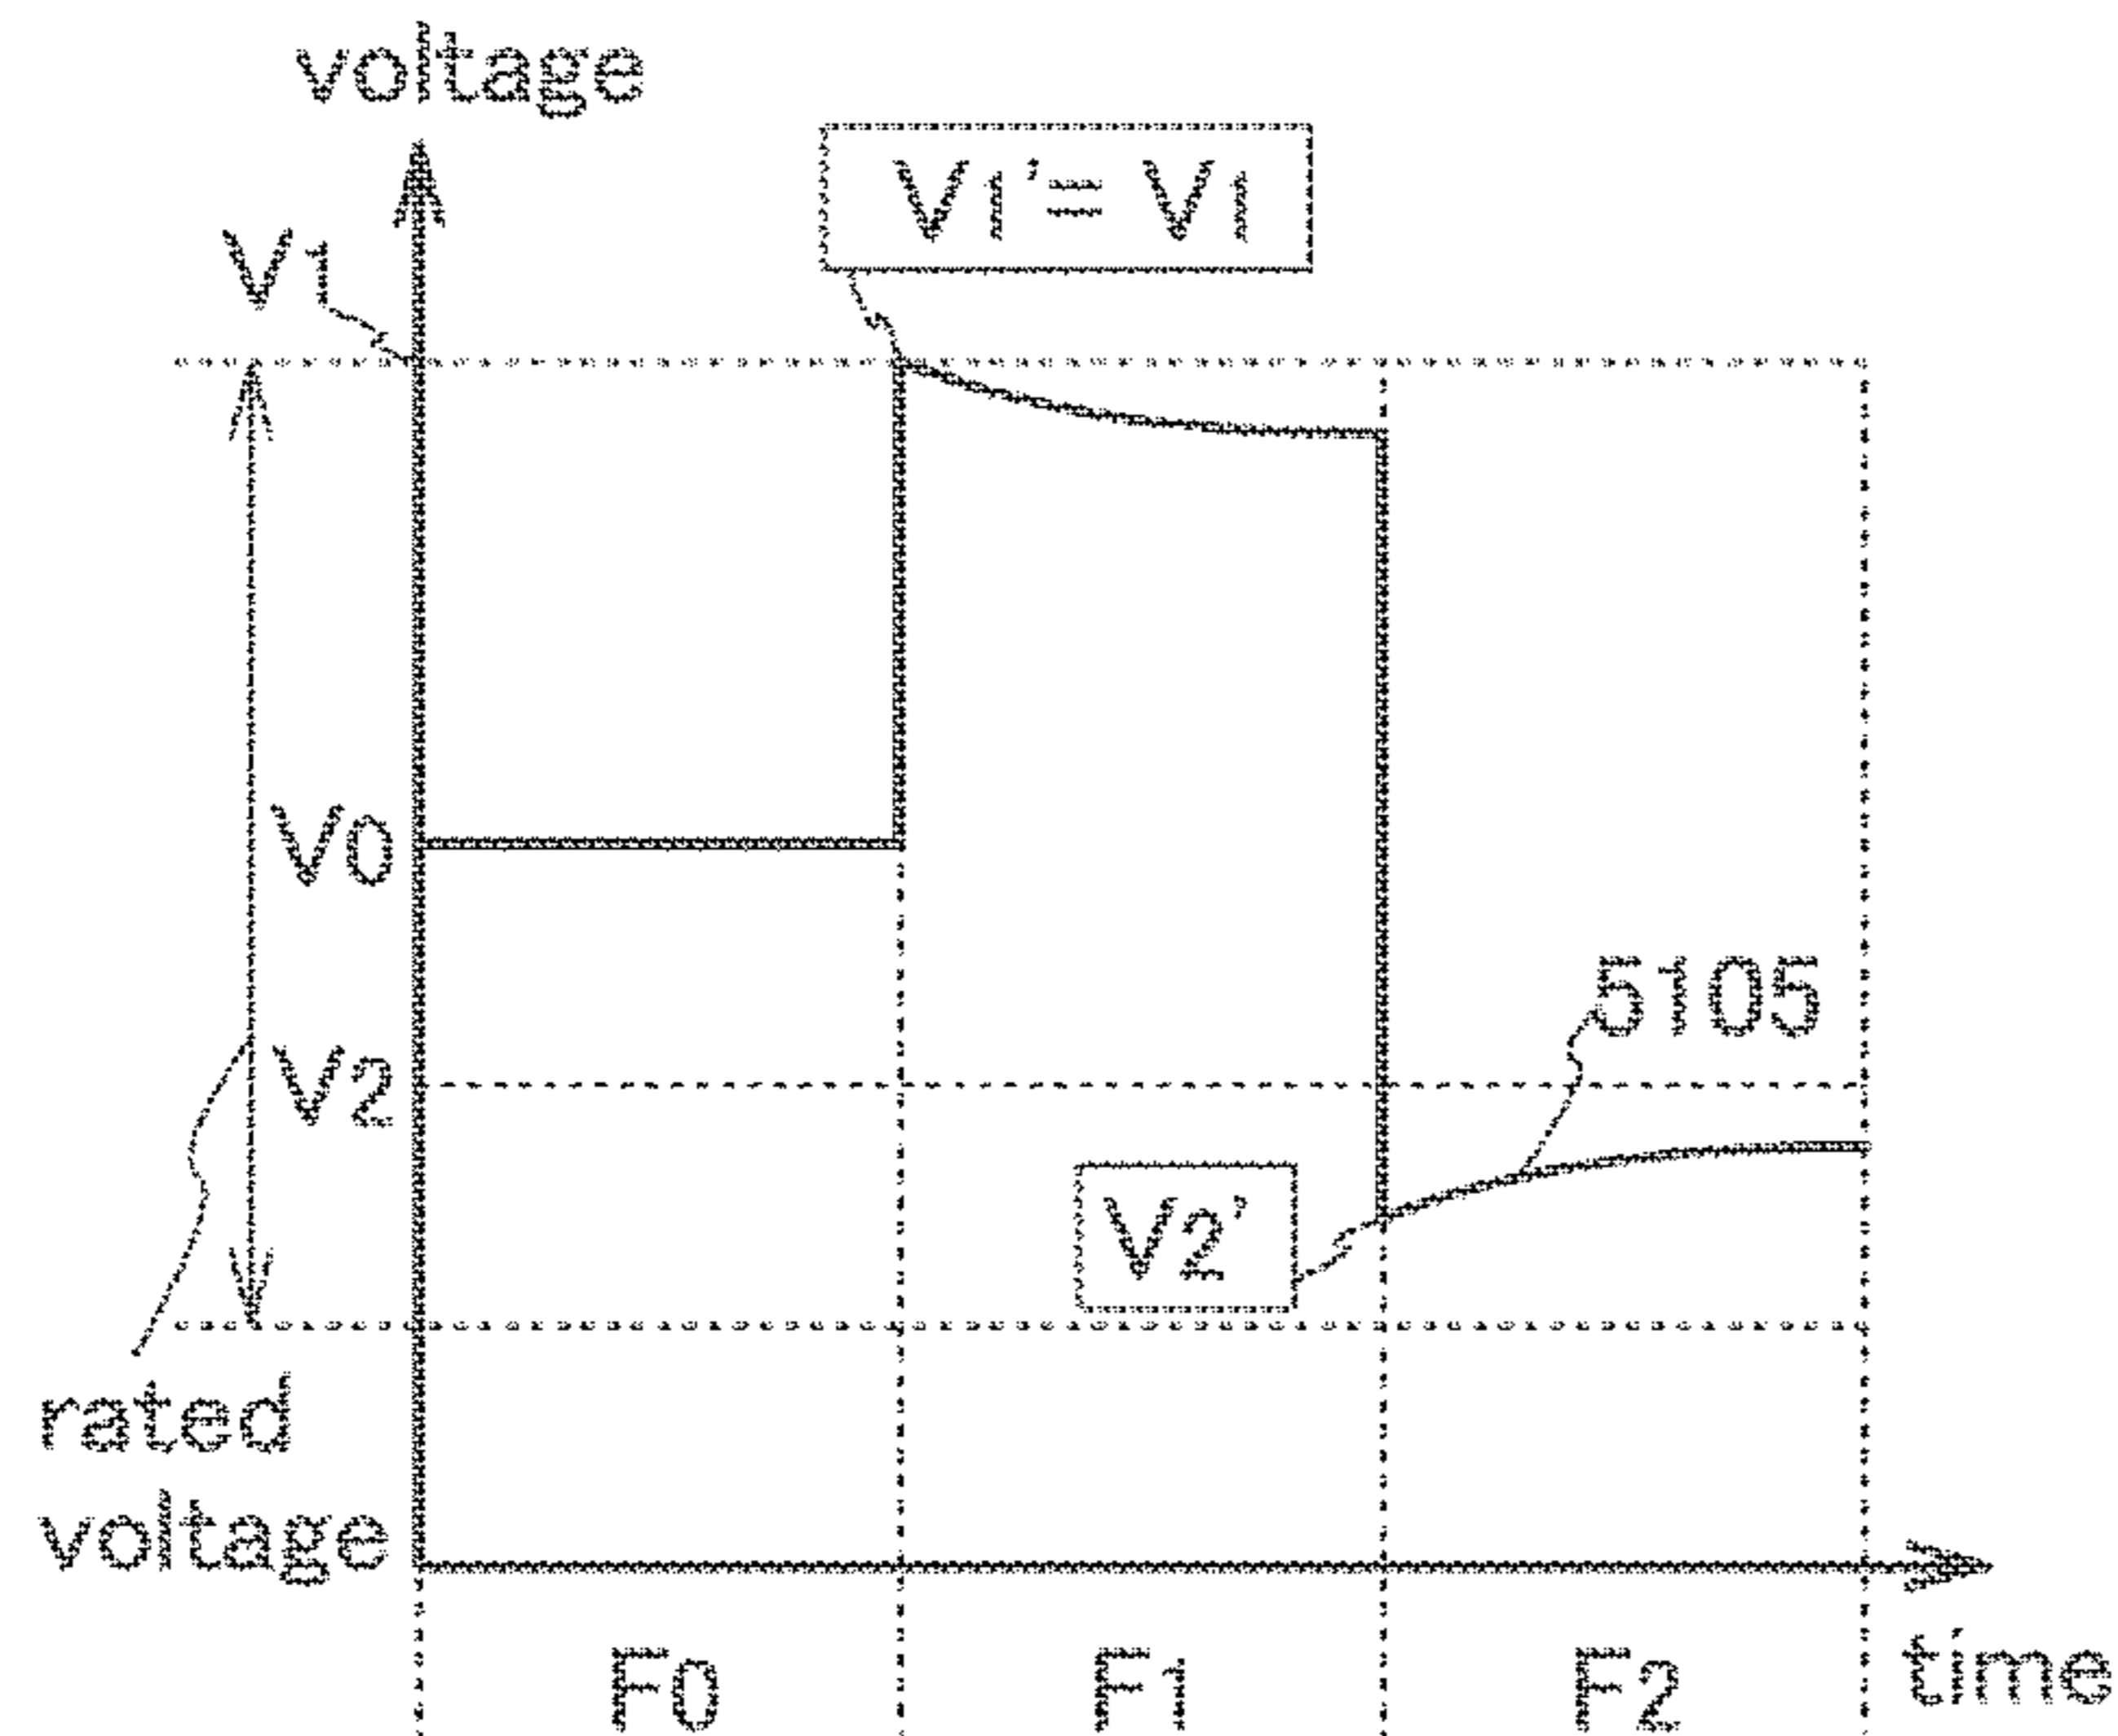 voltage
V1'= V1
V1
V0
5105
V2
V2'
rated
voltage
F0
F1
F2
time